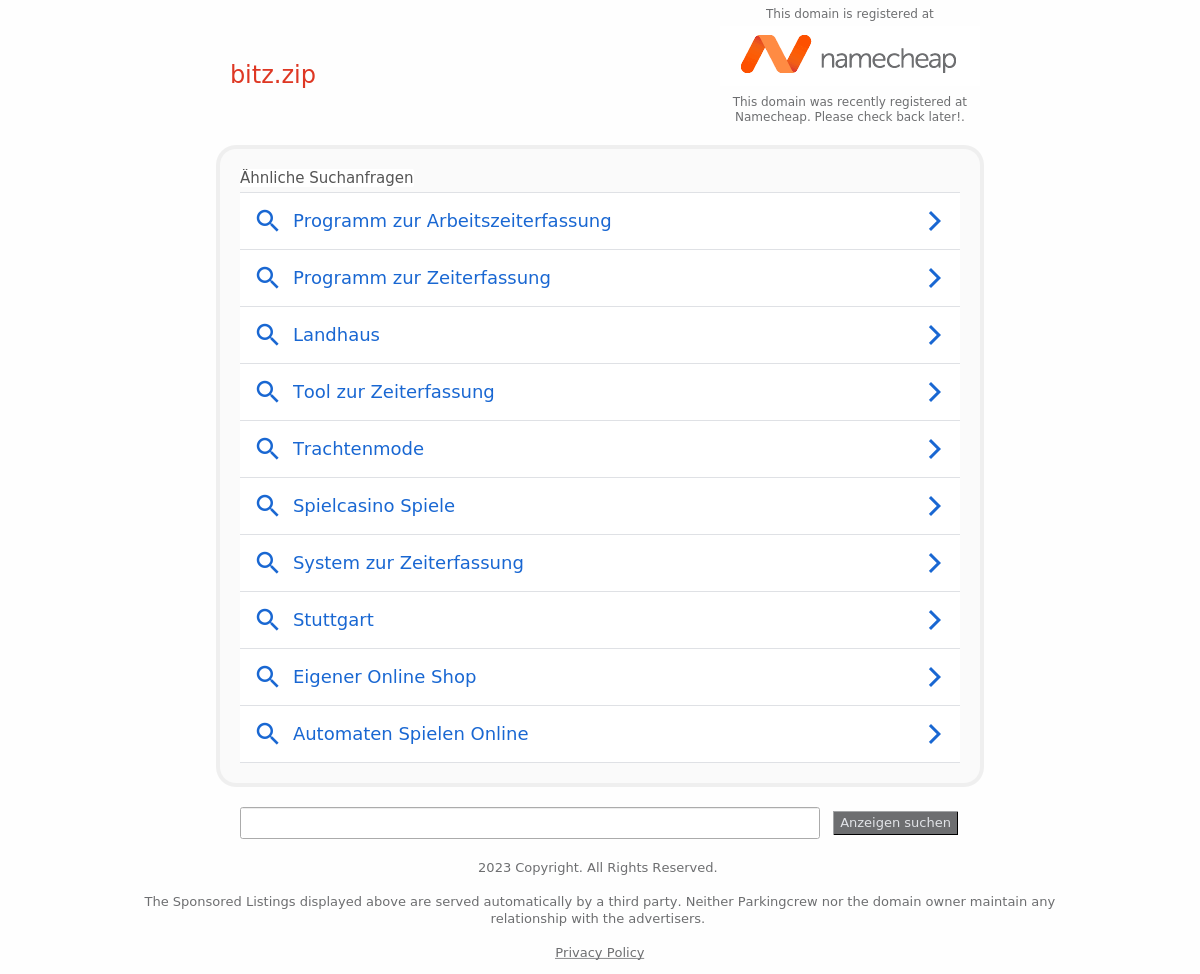 This domain is registered at
namecheap
bitz.zip
This domain was recently registered at
Namecheap. Please check back later!.
Ähnliche Suchanfragen
Programm zur Arbeitszeiterfassung
Programm zur Zeiterfassung
Landhaus
Tool zur Zeiterfassung
Trachtenmode
Spielcasino Spiele
System zur Zeiterfassung
Stuttgart
Eigener Online Shop
Automaten Spielen Online
Anzeigen suchen
2023 Copyright. All Rights Reserved.
The Sponsored Listings displayed above are served automatically by a third party. Neither Parkingcrew nor the domain owner maintain any
relationship with the advertisers.
Privacy Policy